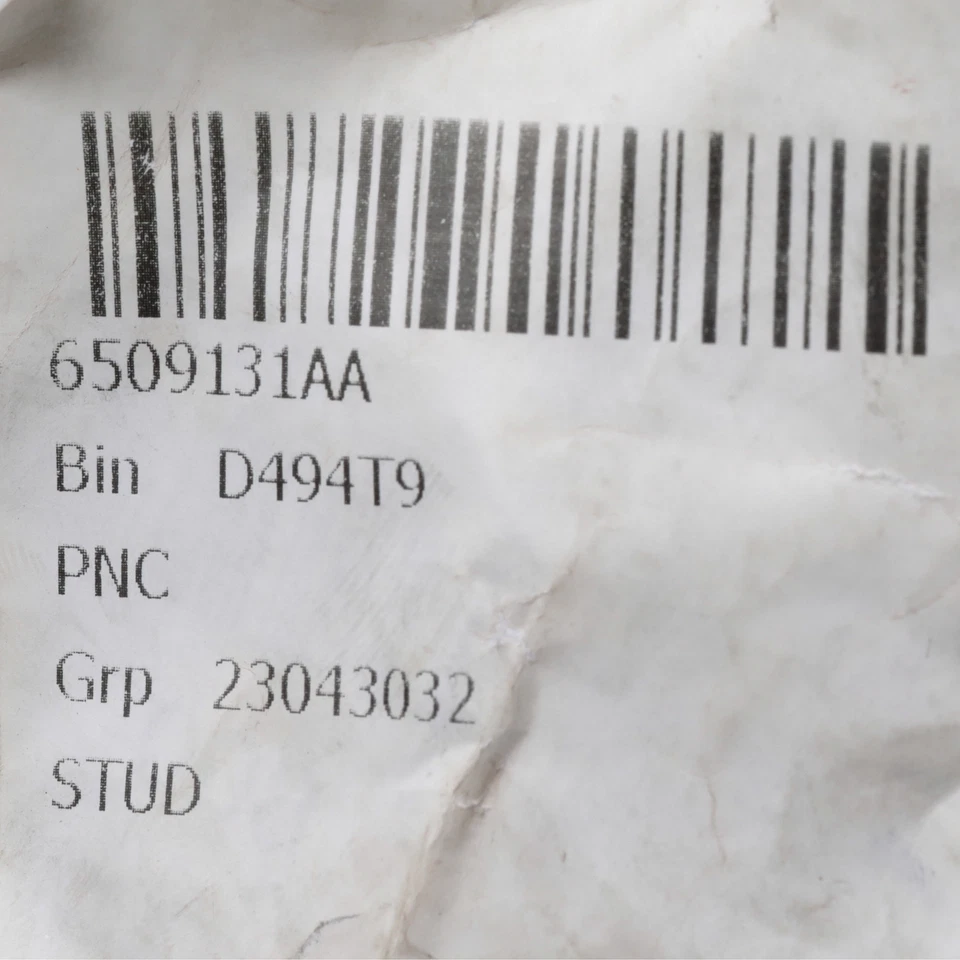 6509131AA
Bin D494T9
PNC
Grp 23043032
STUD